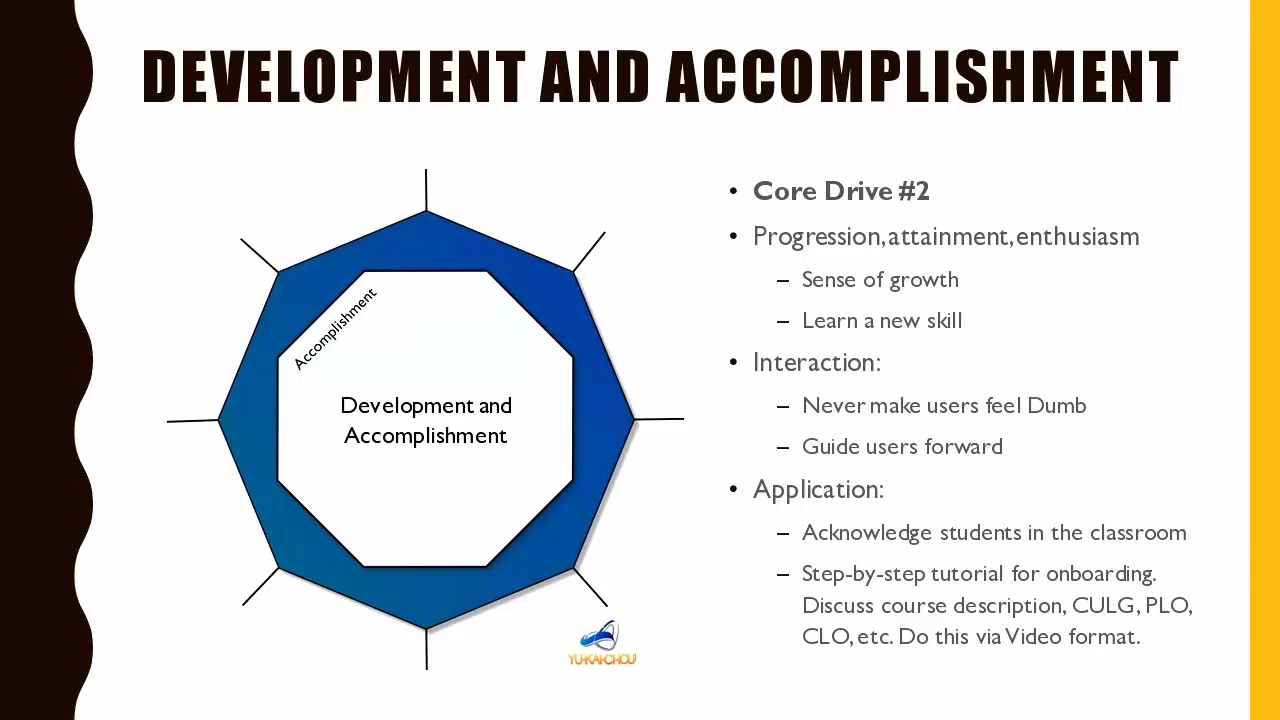 DEVELOPMENT AND ACCOMPLISHMENT
Accomplishment
Development and
Accomplishment
YU-KAI-CHOU
• Core Drive #2
• Progression, attainment, enthusiasm
– Sense of growth
– Learn a new skill
• Interaction:
– Never make users feel Dumb
– Guide users forward
• Application:
– Acknowledge students in the classroom
– Step-by-step tutorial for onboarding.
Discuss course description, CULG, PLO,
CLO, etc. Do this via Video format.